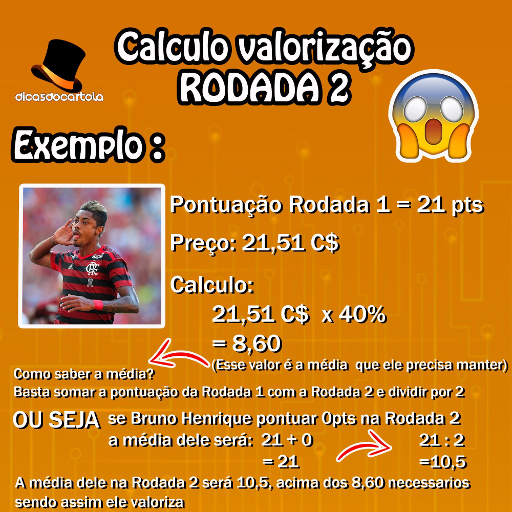 Calculo valorização
RODADA 2
dicasdocartola
Exemplo :
Pontuação Rodada 1 = 21 pts
Preço: 21,51 C$
Calculo:
21,51 C$ x 40%
= 8,60
(Esse valor é a média que ele precisa manter)
Como saber a média?
Basta somar a pontuação da Rodada 1 com a Rodada 2 e dividir por 2
OU SEJA se Bruno Henrique pontuar 0pts na Rodada 2
a média dele será: 21 + 0 21 : 2
= 21 =10,5
A média dele na Rodada 2 será 10,5, acima dos 8,60 necessarios
sendo assim ele valoriza